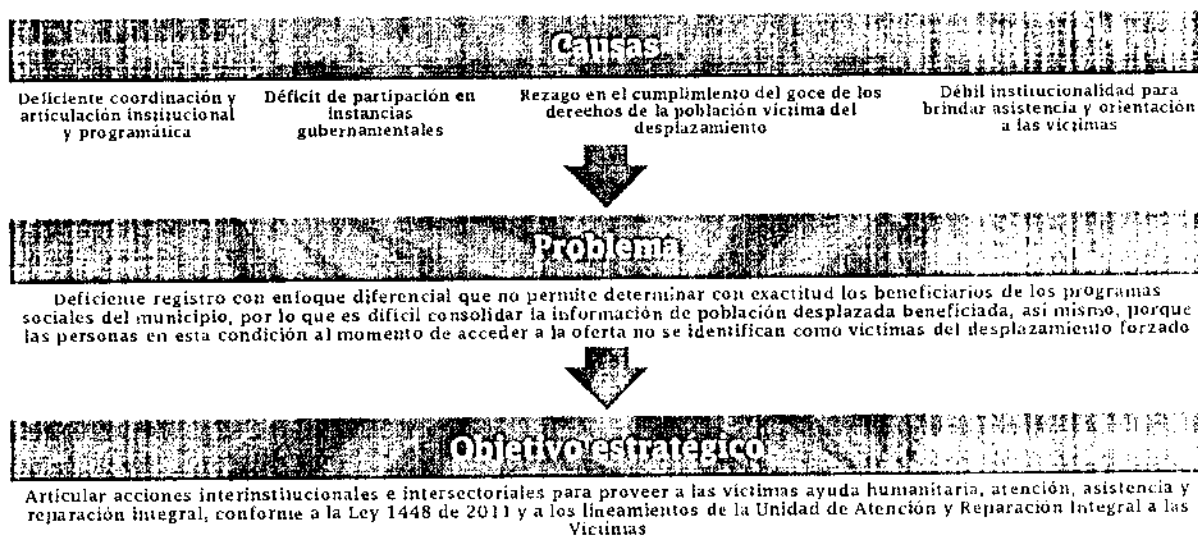 Causas
Deficiente coordinación y
articulación institucional
y programática
Déficit de partipación en
instancias
gubernamentales
Rezago en el cumplimiento del goce de los
derechos de la población víctima del
desplazamiento
Débil institucionalidad para
brindar asistencia y orientación
a las víctimas
Problema
Deficiente registro con enfoque diferencial que no permite determinar con exactitud los beneficiarios de los programas
sociales del municipio, por lo que es difícil consolidar la información de población desplazada beneficiada, así mismo, porque
las personas en esta condición al momento de acceder a la oferta no se identifican como víctimas del desplazamiento forzado
Objetivo estratégico
Articular acciones interinstitucionales e intersectoriales para proveer a las víctimas ayuda humanitaria, atención, asistencia y
reparación integral, conforme a la Ley 1448 de 2011 y a los lineamientos de la Unidad de Atención y Reparación Integral a las
Víctimas